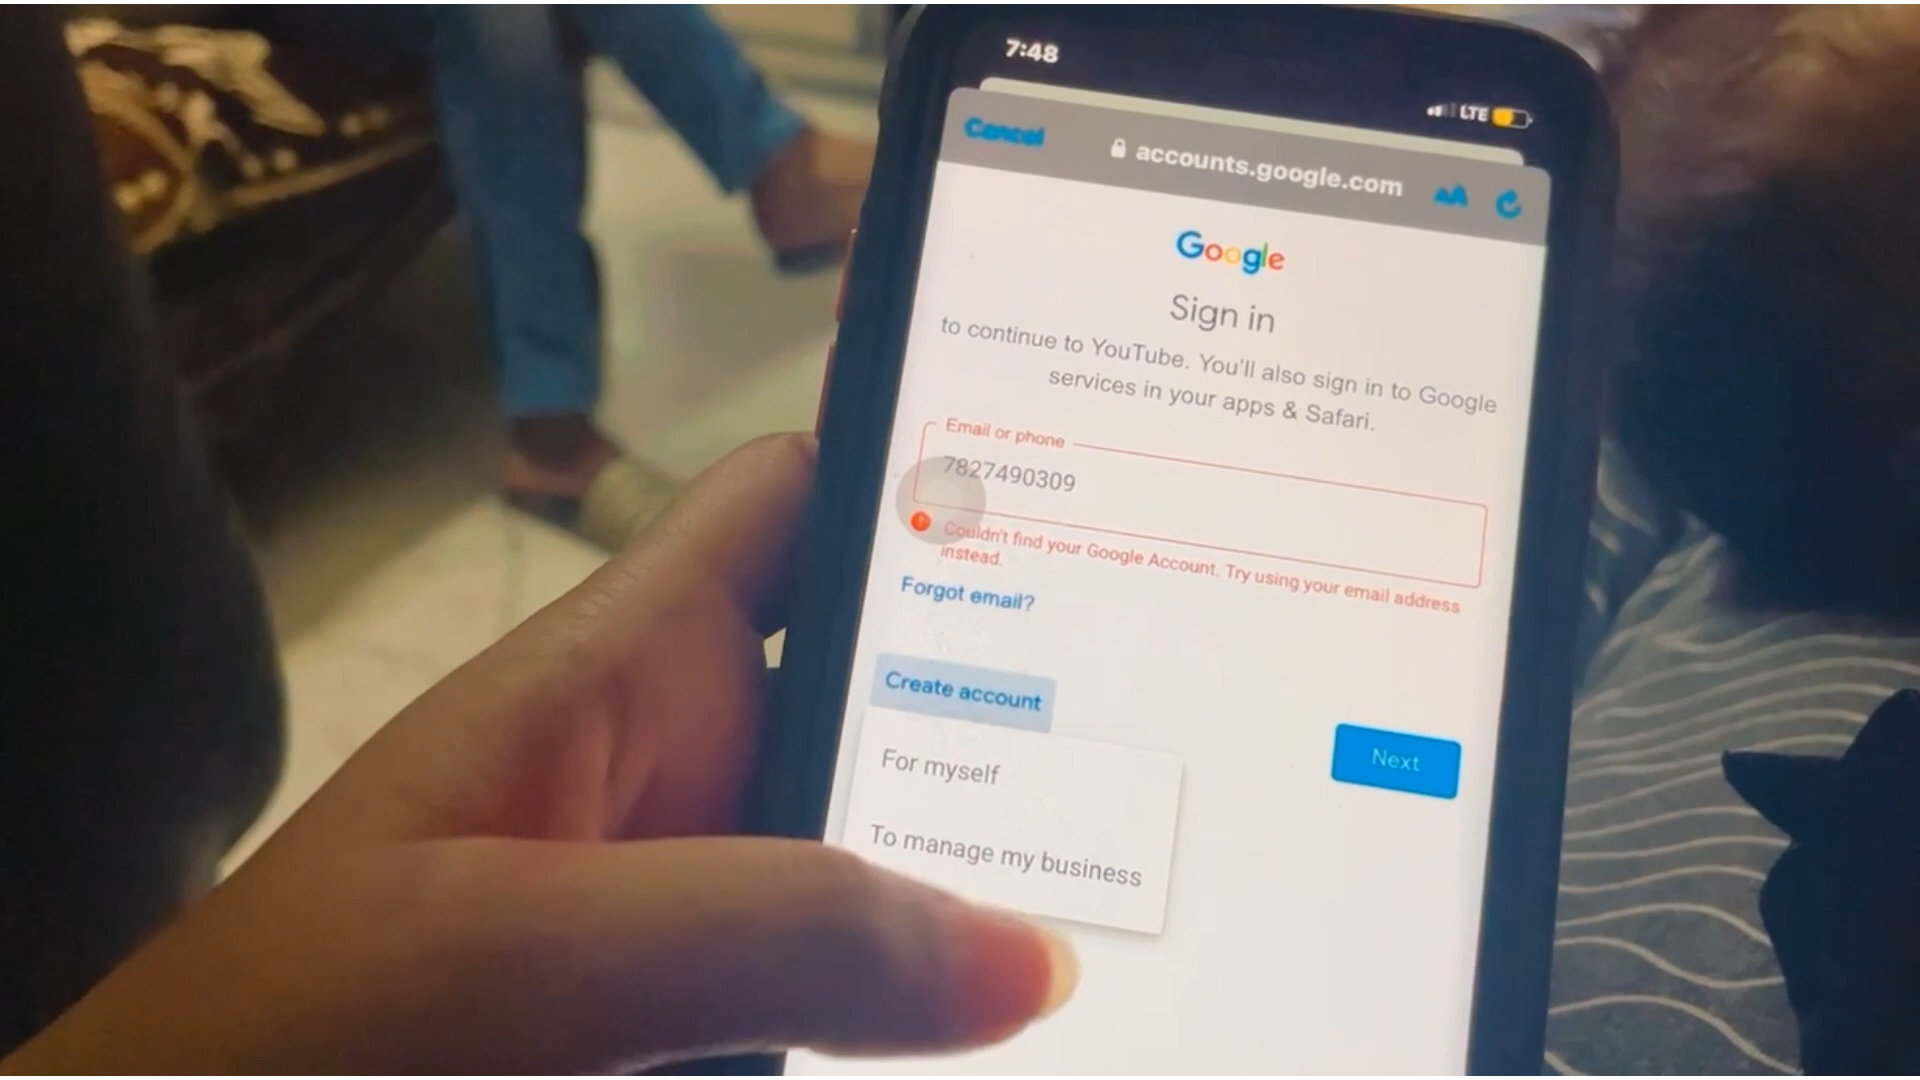 7:48
LTE
Cancel
accounts.google.com
AA
Google
Sign in
to continue to YouTube. You'll also sign in to Google
services in your apps & Safari.
Email or phone
7827490309
Couldn't find your Google Account. Try using your email address
instead.
Forgot email?
Create account
Next
For myself
To manage my business